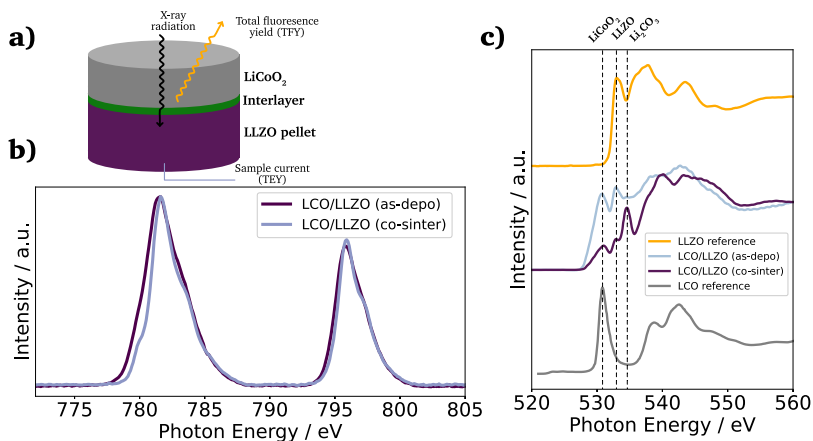 a)
X-ray
radiation
Total fluoresence
yield (TFY)
LiCoO₂
Interlayer
LLZO pellet
Sample current
(TEY)
b)
LCO/LLZO (as-depo)
LCO/LLZO (co-sinter)
Intensity / a.u.
775 780 785 790 795 800 805
Photon Energy / eV
c)
LiCoO₂
LLZO
Li₂CO₃
Intensity / a.u.
LLZO reference
LCO/LLZO (as-depo)
LCO/LLZO (co-sinter)
LCO reference
520 530 540 550 560
Photon Energy / eV